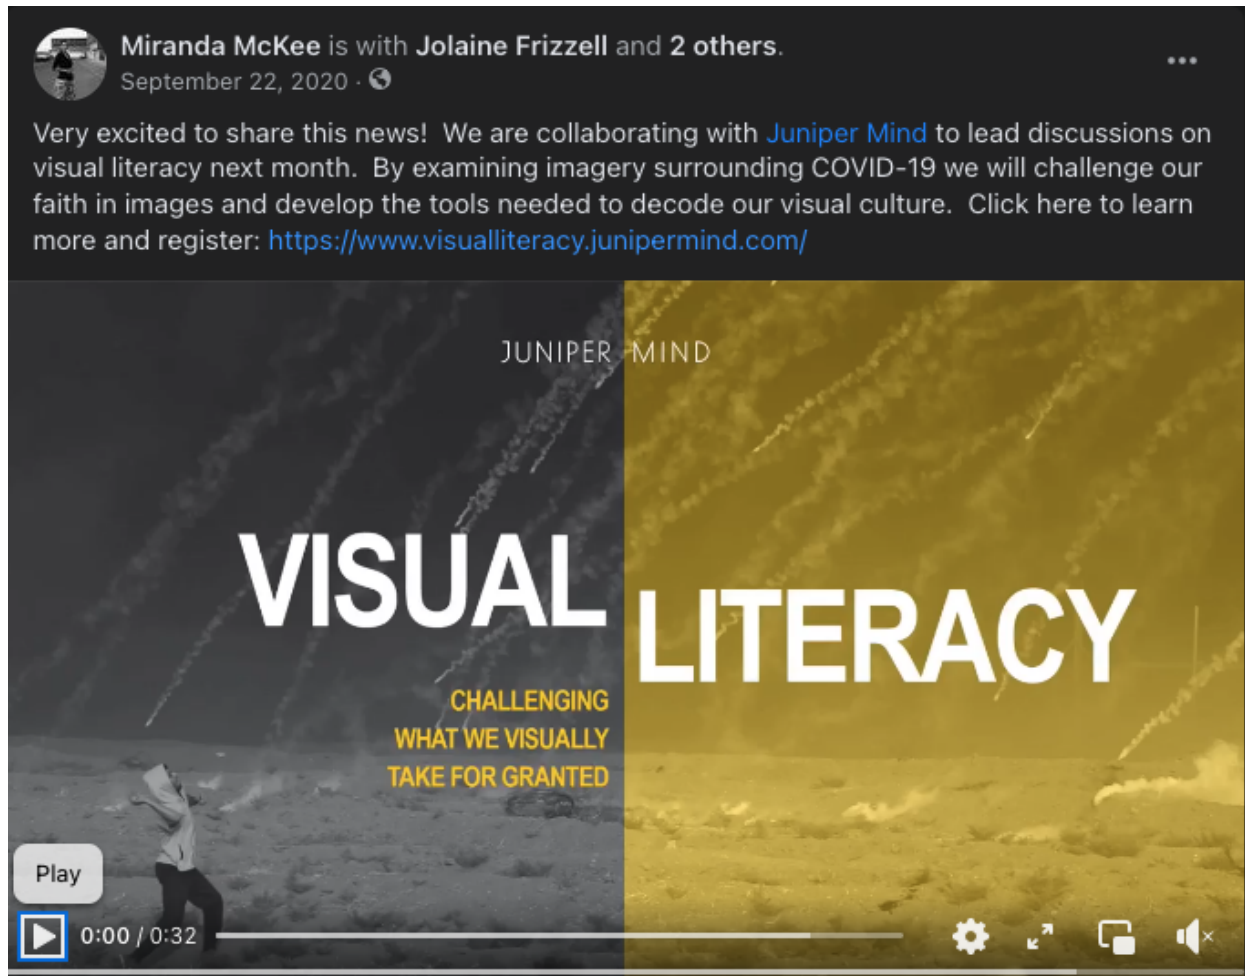 Miranda McKee is with Jolaine Frizzell and 2 others.
September 22, 2020 ·
Very excited to share this news!  We are collaborating with Juniper Mind to lead discussions on
visual literacy next month.  By examining imagery surrounding COVID-19 we will challenge our
faith in images and develop the tools needed to decode our visual culture.  Click here to learn
more and register: https://www.visualliteracy.junipermind.com/
JUNIPER MIND
VISUAL
LITERACY
CHALLENGING
WHAT WE VISUALLY
TAKE FOR GRANTED
Play
0:00 / 0:32